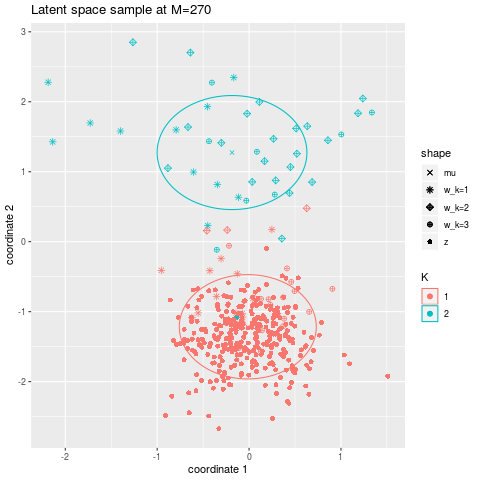 Latent space sample at M=270
3
2
1
0
-1
-2
coordinate 2
-2
-1
0
1
coordinate 1
shape
mu
w_k=1
w_k=2
w_k=3
z
K
1
2